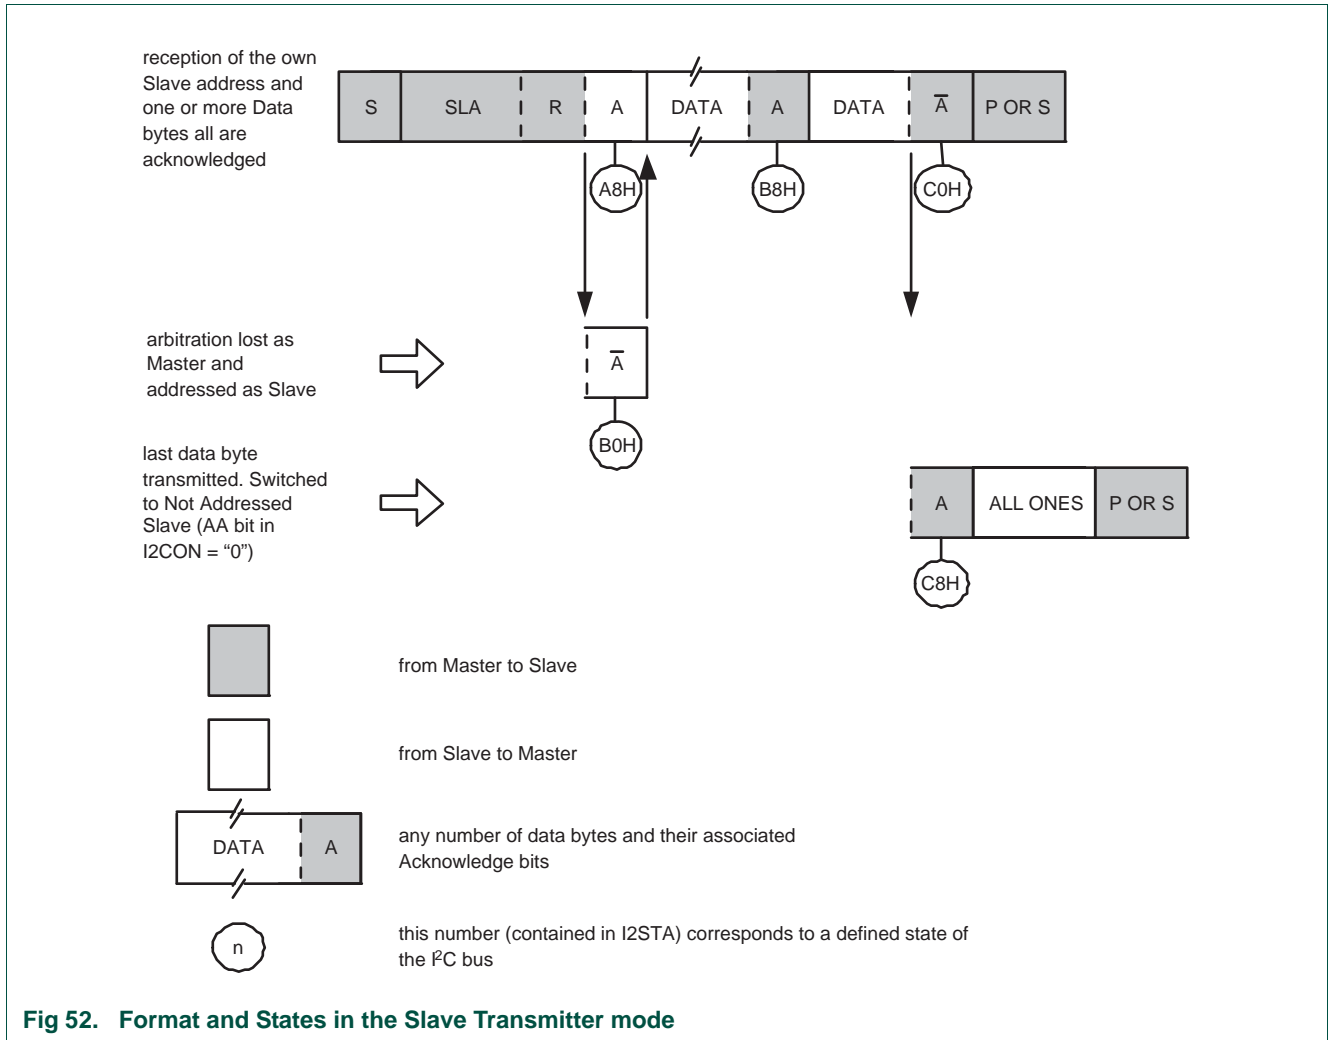 reception of the own
Slave address and
one or more Data
bytes all are
acknowledged
S SLA R A DATA A DATA A̅ P OR S
A8H B8H C0H
arbitration lost as
Master and
addressed as Slave
A̅
B0H
last data byte
transmitted. Switched
to Not Addressed
Slave (AA bit in
I2CON = “0”)
A ALL ONES P OR S
C8H
from Master to Slave
from Slave to Master
DATA A
any number of data bytes and their associated
Acknowledge bits
n
this number (contained in I2STA) corresponds to a defined state of
the I²C bus
Fig 52. Format and States in the Slave Transmitter mode